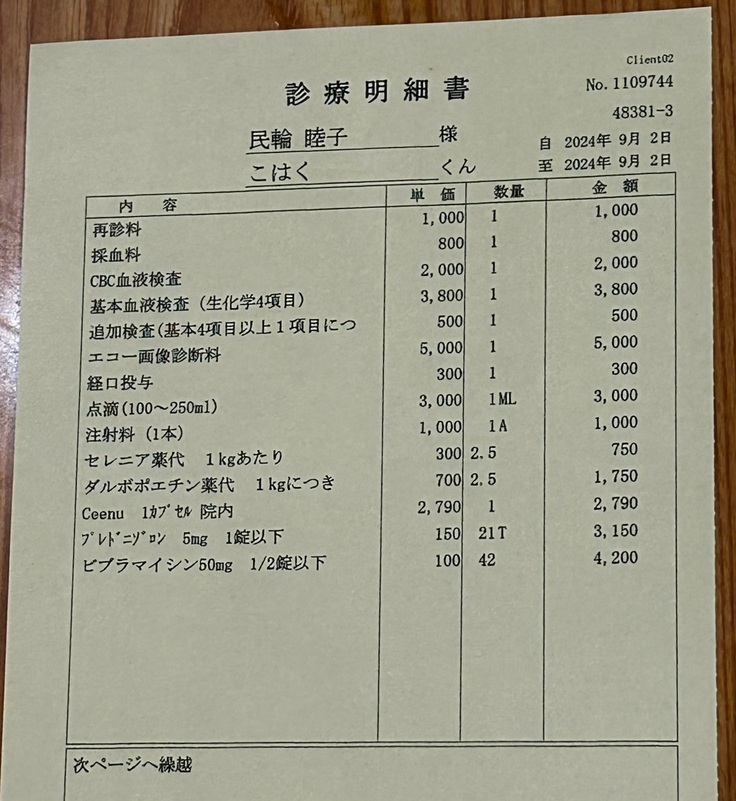 Client02
診療明細書
No.1109744
48381-3
民輪 睦子 様
自 2024年 9月 2日
こはく くん
至 2024年 9月 2日
内 容 単 価 数量 金 額
再診料 1,000 1 1,000
採血料 800 1 800
CBC血液検査 2,000 1 2,000
基本血液検査(生化学4項目) 3,800 1 3,800
追加検査(基本4項目以上1項目につ 500 1 500
エコー画像診断料 5,000 1 5,000
経口投与 300 1 300
点滴(100～250ml) 3,000 1ML 3,000
注射料(1本) 1,000 1A 1,000
セレニア薬代 1kgあたり 300 2.5 750
ダルボポエチン薬代 1kgにつき 700 2.5 1,750
Ceenu 1ｶﾌﾟｾﾙ 院内 2,790 1 2,790
ﾌﾟﾚﾄﾞﾆｿﾞﾛﾝ 5mg 1錠以下 150 21T 3,150
ビブラマイシン50mg 1/2錠以下 100 42 4,200
次ページへ繰越